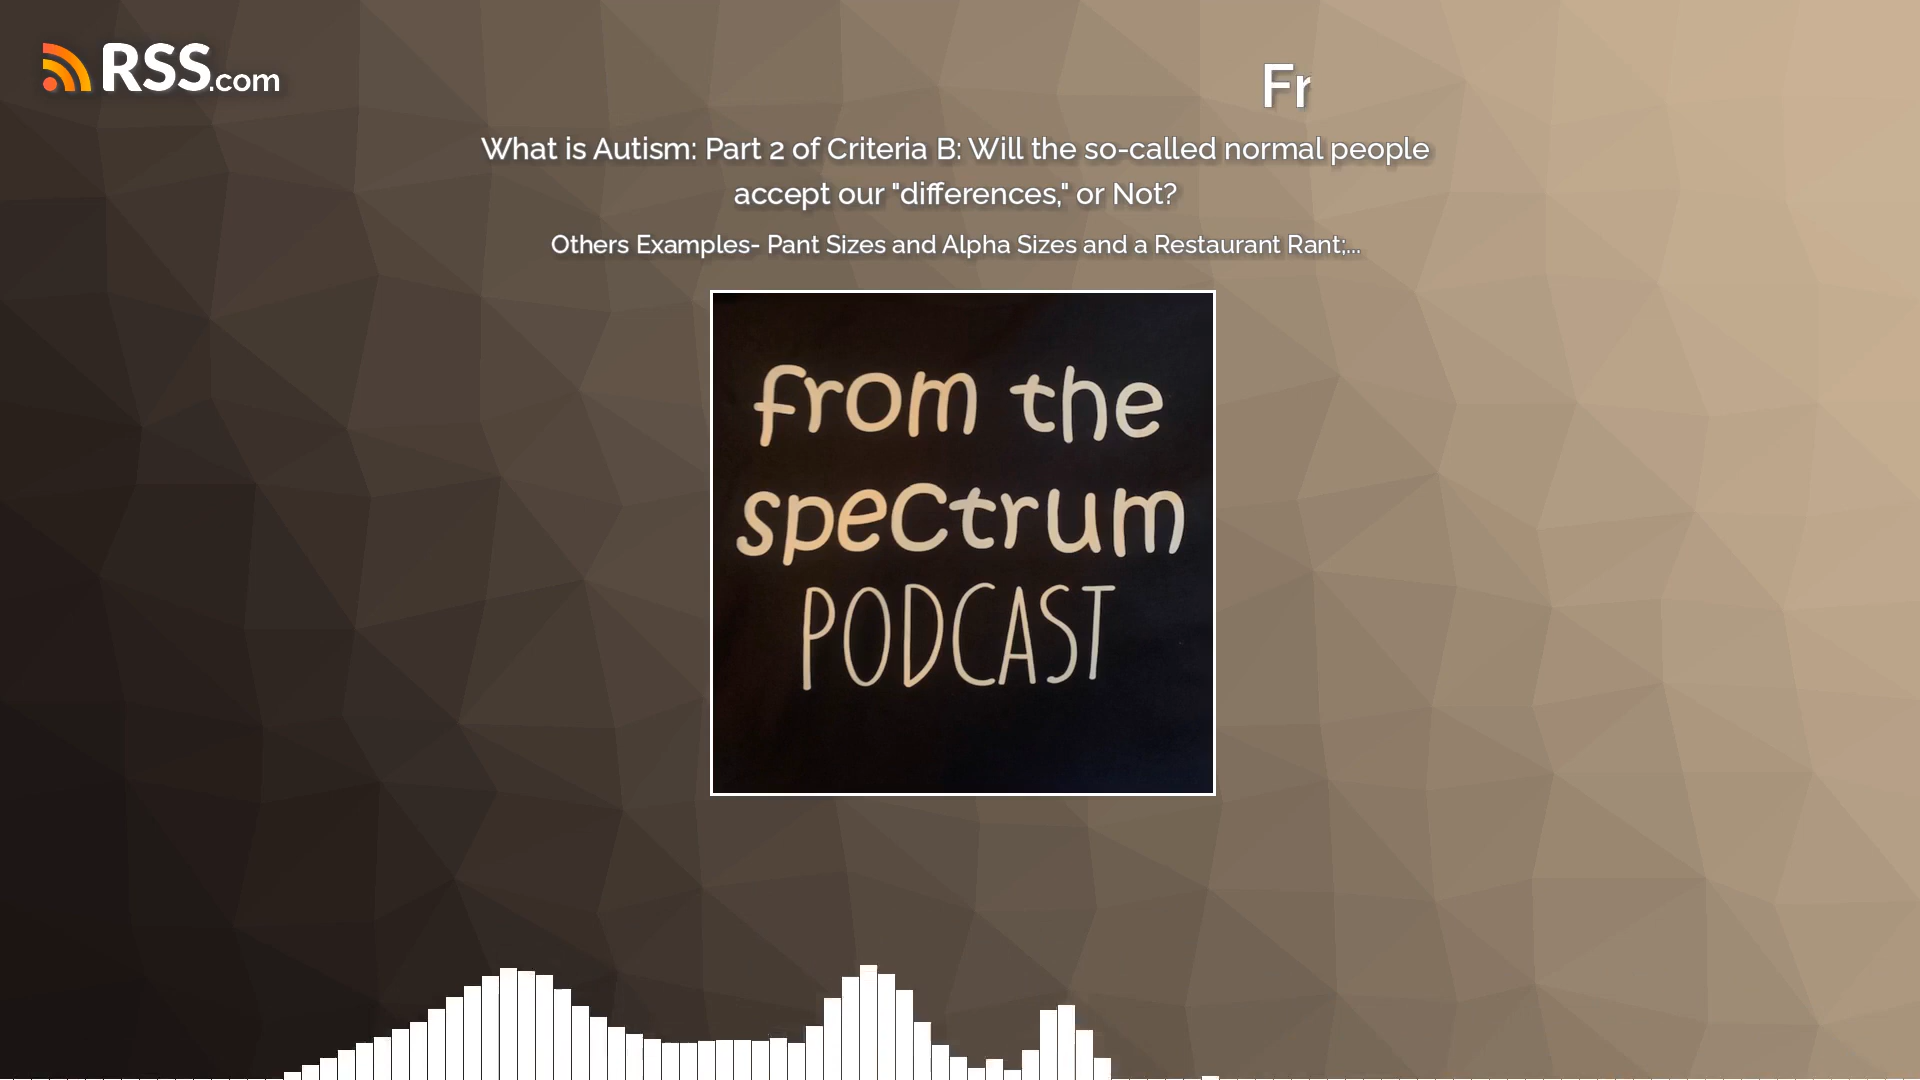 RSS.com
Fr
What is Autism: Part 2 of Criteria B: Will the so-called normal people
accept our "differences," or Not?
Others Examples- Pant Sizes and Alpha Sizes and a Restaurant Rant;...
from the
spectrum
PODCAST